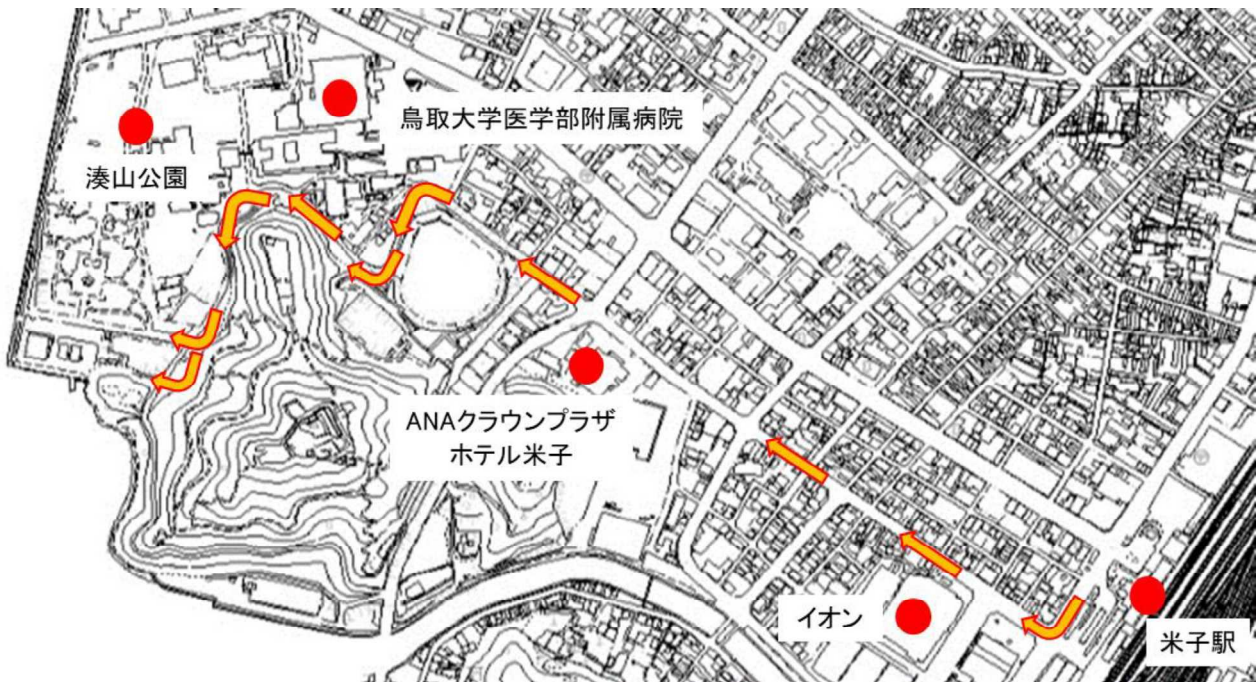 鳥取大学医学部附属病院
湊山公園
ANAクラウンプラザ
ホテル米子
イオン
米子駅